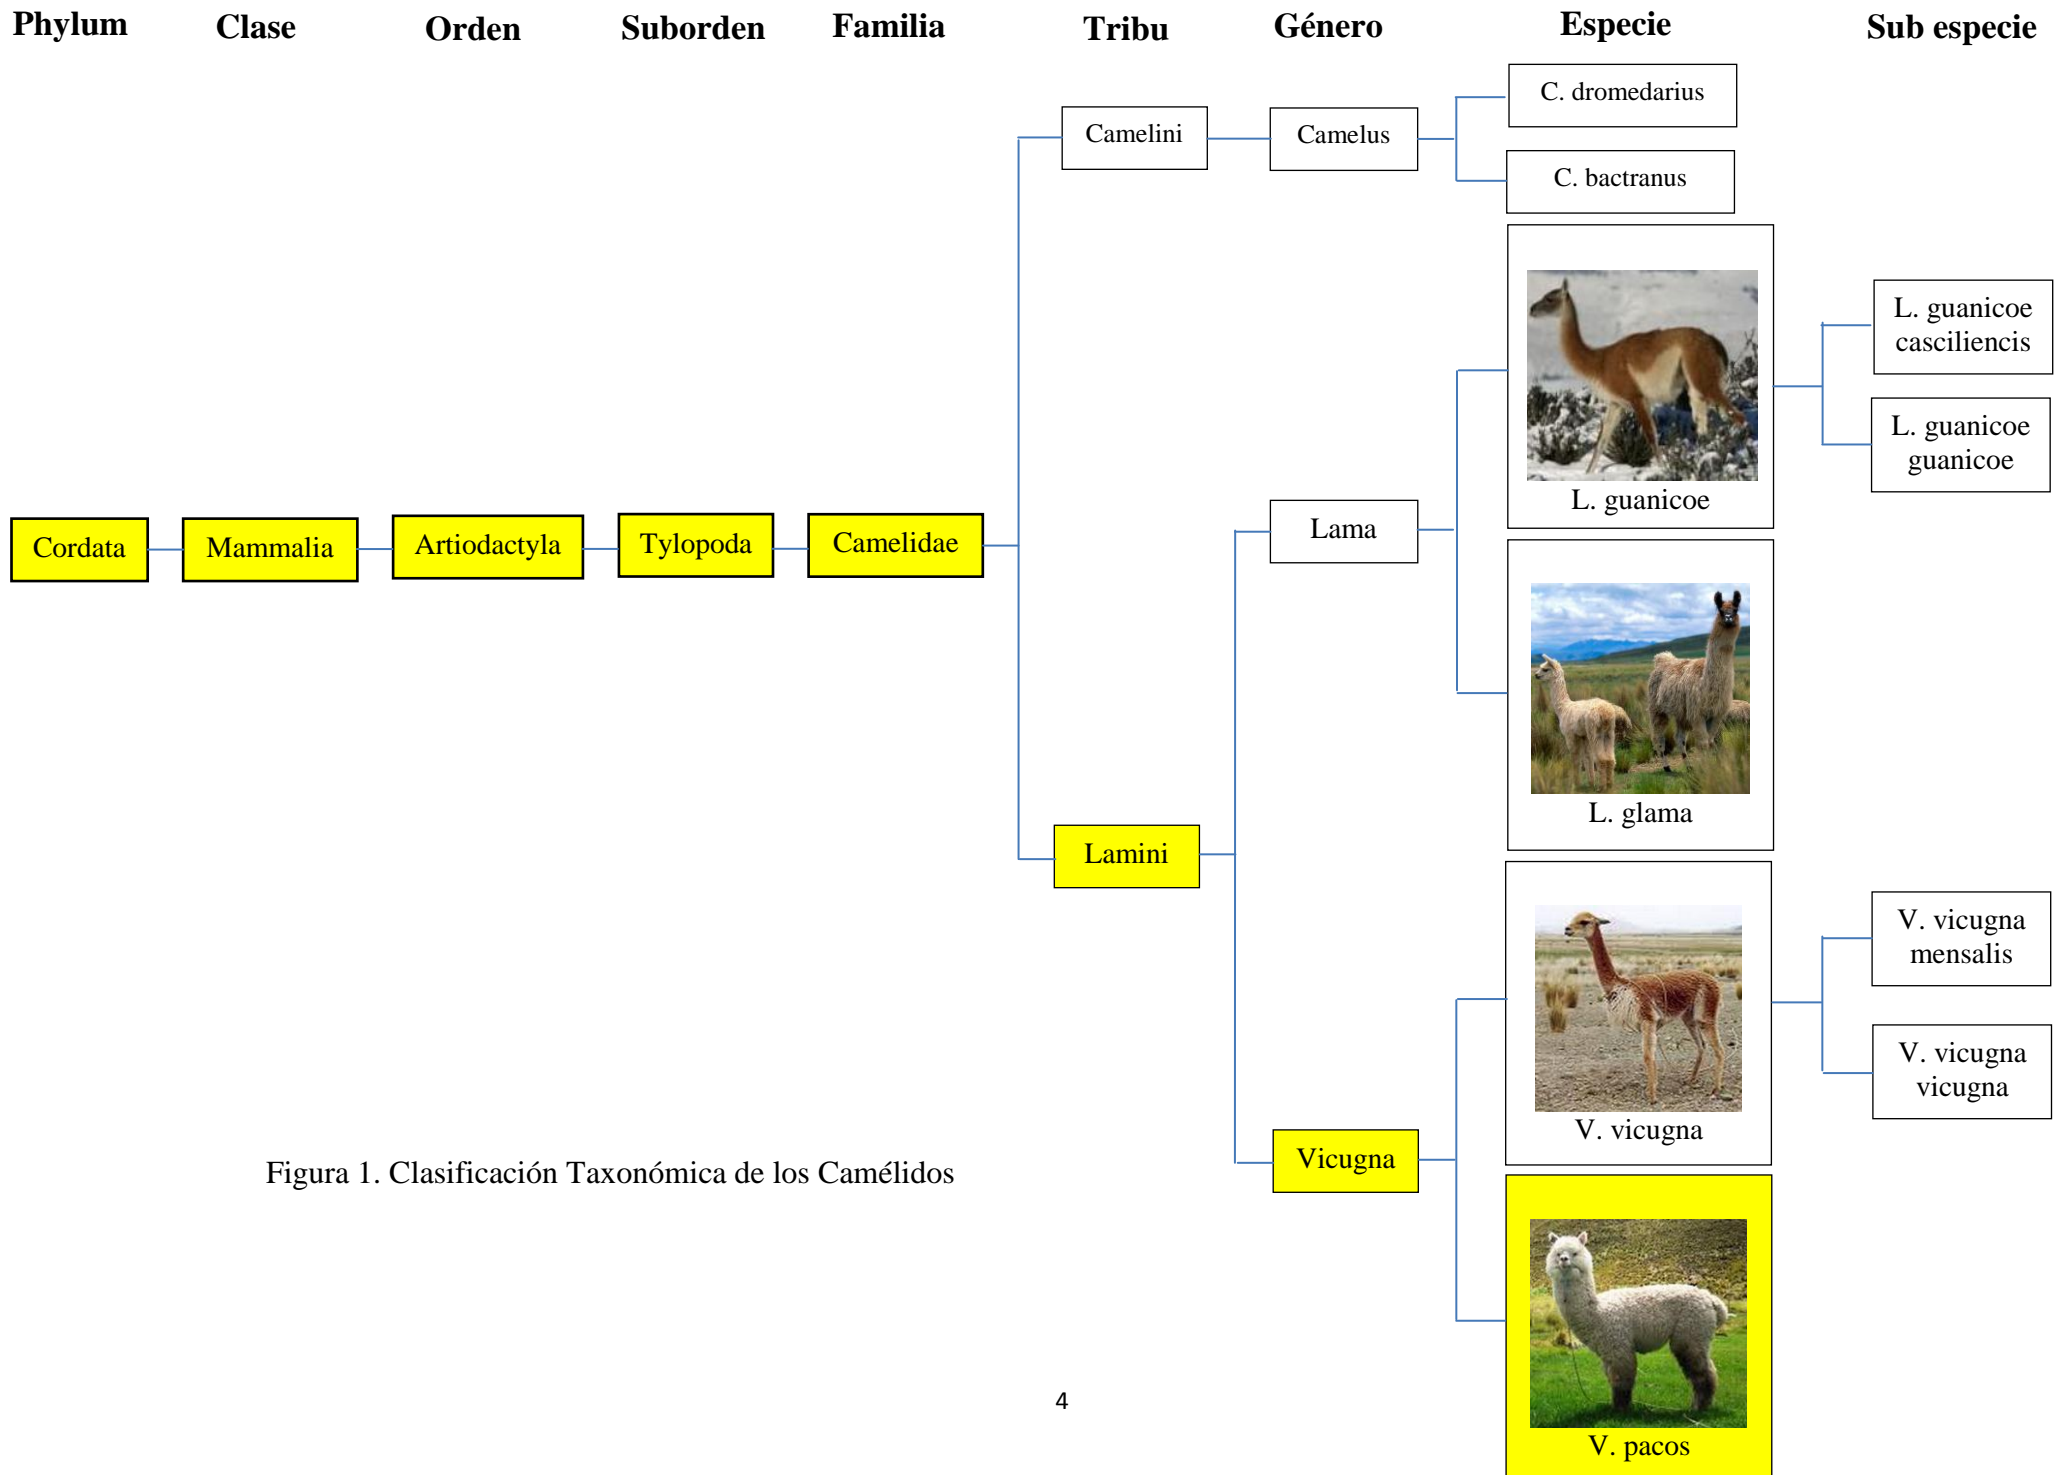 Phylum Clase Orden Suborden Familia Tribu Género Especie Sub especie
C. dromedarius
Camelini Camelus
C. bactranus
L. guanicoe
casciliencis
L. guanicoe
guanicoe
L. guanicoe
Lama
Cordata Mammalia Artiodactyla Tylopoda Camelidae
L. glama
Lamini
V. vicugna
mensalis
V. vicugna
vicugna
V. vicugna
Vicugna
Figura 1. Clasificación Taxonómica de los Camélidos
4
V. pacos